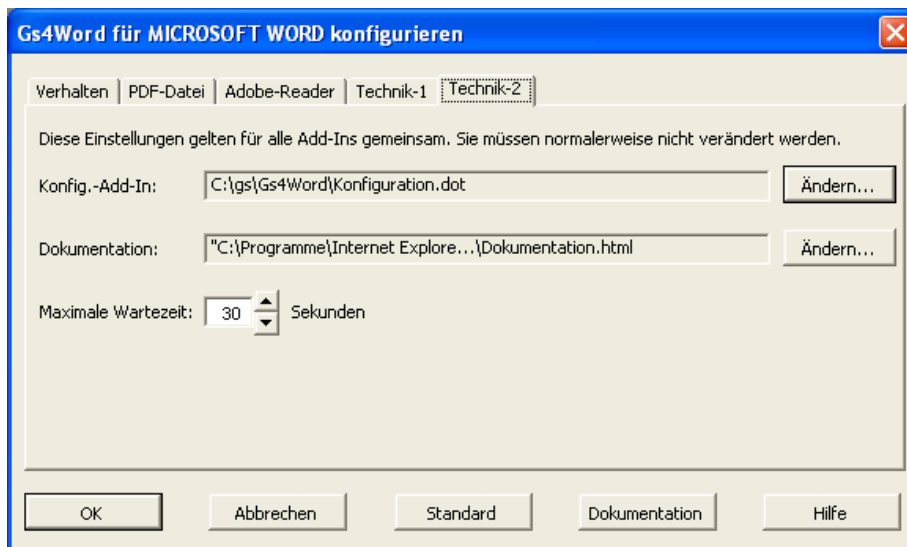 Gs4Word für MICROSOFT WORD konfigurieren
Verhalten PDF-Datei Adobe-Reader Technik-1 Technik-2
Diese Einstellungen gelten für alle Add-Ins gemeinsam. Sie müssen normalerweise nicht verändert werden.
Konfig.-Add-In: C:\gs\Gs4Word\Konfiguration.dot Ändern...
Dokumentation: "C:\Programme\Internet Explore...\Dokumentation.html Ändern...
Maximale Wartezeit: 30 Sekunden
OK Abbrechen Standard Dokumentation Hilfe